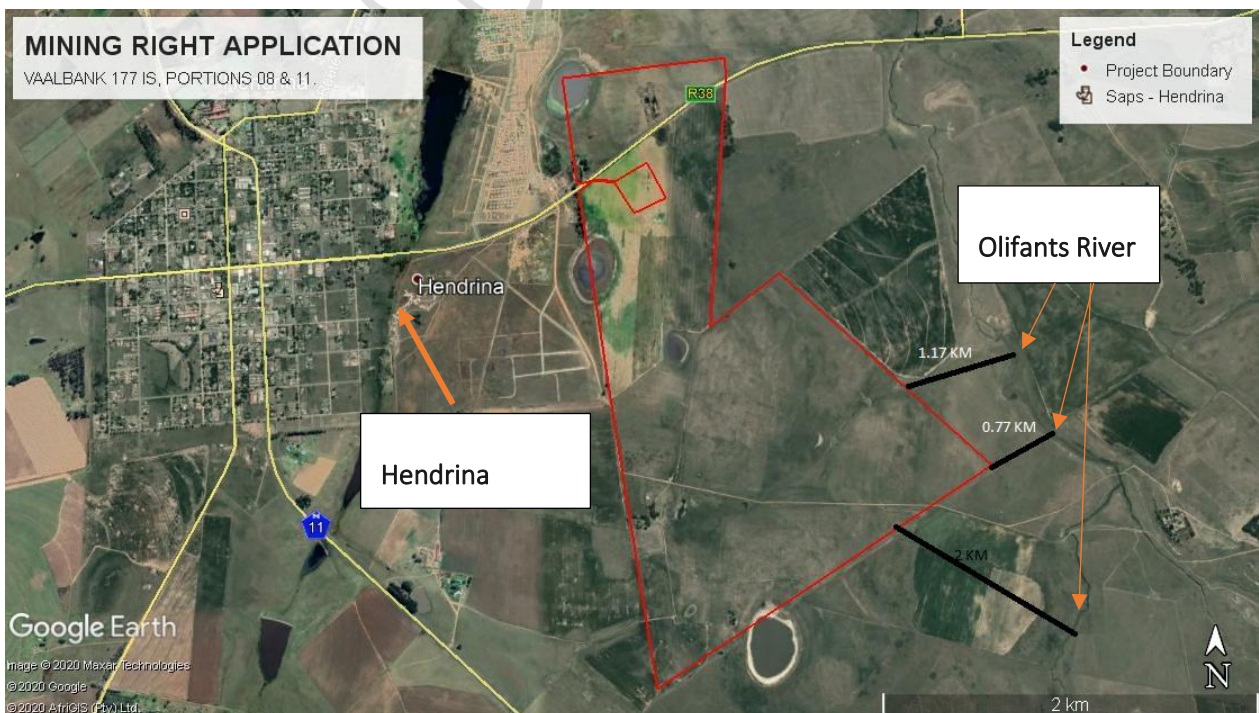 MINING RIGHT APPLICATION
VAALBANK 177 IS, PORTIONS 08 & 11.
Legend
Project Boundary
Saps - Hendrina
R38
Olifants River
Hendrina
1.17 KM
0.77 KM
Hendrina
N
11
2 KM
Google Earth
Image © 2020 Maxar Technologies
© 2020 Google
© 2020 AfriGIS (Pty) Ltd.
N
2 km